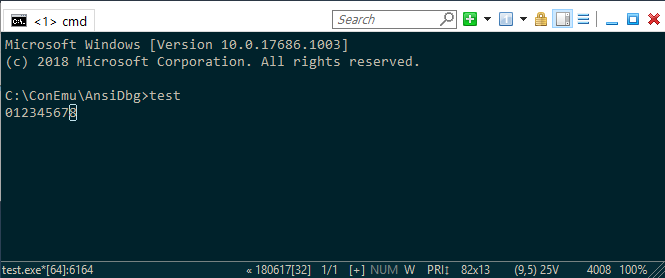 <1> cmd
Search
Microsoft Windows [Version 10.0.17686.1003]
(c) 2018 Microsoft Corporation. All rights reserved.
C:\ConEmu\AnsiDbg>test
012345678
test.exe*[64]:6164 « 180617[32] 1/1 [+] NUM W PRI↕ 82x13 (9,5) 25V 4008 100%